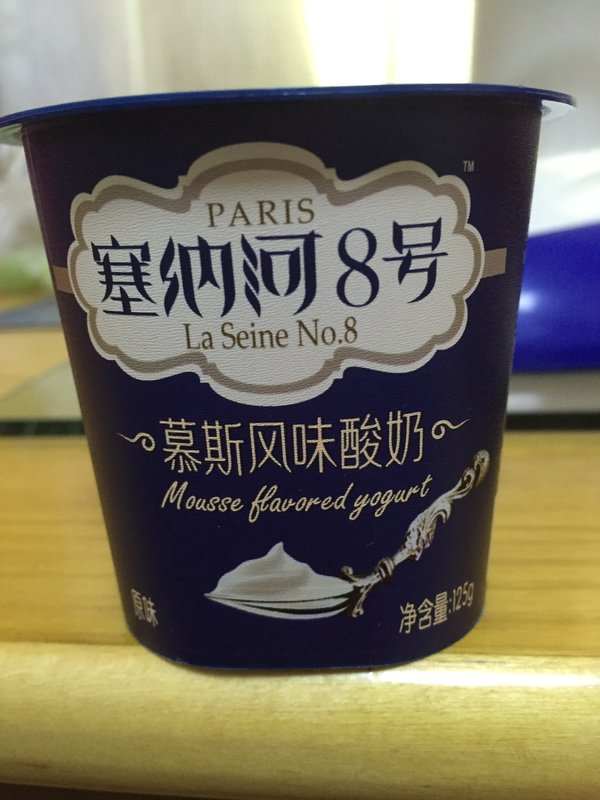 TM
PARIS
塞纳河8号
La Seine No.8
慕斯风味酸奶
Mousse flavored yogurt
原味
净含量:125g